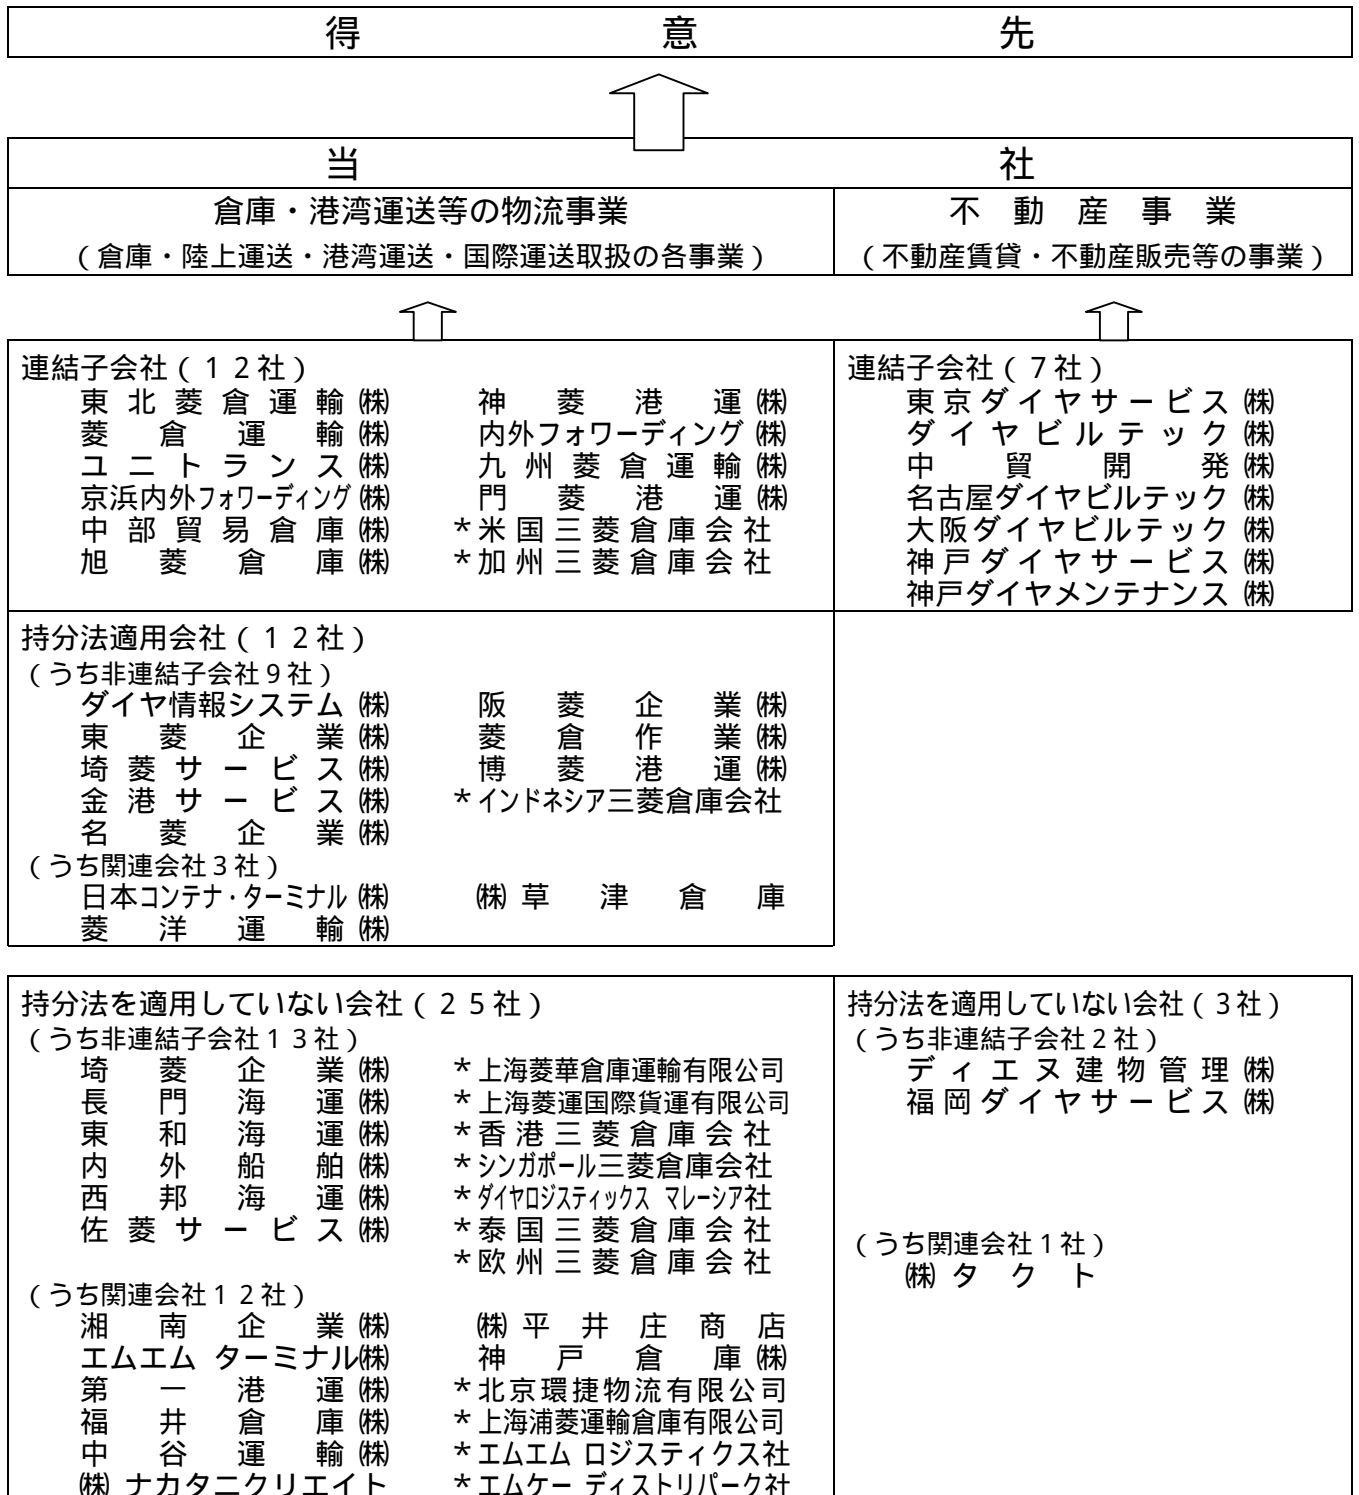 得意先
当社
倉庫・港湾運送等の物流事業
（倉庫・陸上運送・港湾運送・国際運送取扱の各事業）
不動産事業
（不動産賃貸・不動産販売等の事業）
連結子会社（１２社）
東北菱倉運輸㈱ 神菱港運㈱
菱倉運輸㈱ 内外フォワーディング㈱
ユニトランス㈱ 九州菱倉運輸㈱
京浜内外フォワーディング㈱ 門菱港運㈱
中部貿易倉庫㈱ ＊米国三菱倉庫会社
旭菱倉庫㈱ ＊加州三菱倉庫会社
連結子会社（７社）
東京ダイヤサービス㈱
ダイヤビルテック㈱
中貿開発㈱
名古屋ダイヤビルテック㈱
大阪ダイヤビルテック㈱
神戸ダイヤサービス㈱
神戸ダイヤメンテナンス㈱
持分法適用会社（１２社）
（うち非連結子会社９社）
ダイヤ情報システム㈱ 阪菱企業㈱
東菱企業㈱ 菱倉作業㈱
埼菱サービス㈱ 博菱港運㈱
金港サービス㈱ ＊インドネシア三菱倉庫会社
名菱企業㈱
（うち関連会社３社）
日本コンテナ・ターミナル㈱ ㈱草津倉庫
菱洋運輸㈱
持分法を適用していない会社（２５社）
（うち非連結子会社１３社）
埼菱企業㈱ ＊上海菱華倉庫運輸有限公司
長門海運㈱ ＊上海菱運国際貨運有限公司
東和海運㈱ ＊香港三菱倉庫会社
内外船舶㈱ ＊シンガポール三菱倉庫会社
西邦海運㈱ ＊ダイヤロジスティックス マレーシア社
佐菱サービス㈱ ＊泰国三菱倉庫会社
＊欧州三菱倉庫会社
（うち関連会社１２社）
湘南企業㈱ ㈱平井庄商店
エムエム ターミナル㈱ 神戸倉庫㈱
第一港運㈱ ＊北京環捷物流有限公司
福井倉庫㈱ ＊上海浦菱運輸倉庫有限公司
中谷運輸㈱ ＊エムエム ロジスティクス社
㈱ナカタニクリエイト ＊エムケー ディストリパーク社
持分法を適用していない会社（３社）
（うち非連結子会社２社）
ディエヌ建物管理㈱
福岡ダイヤサービス㈱
（うち関連会社１社）
㈱タクト